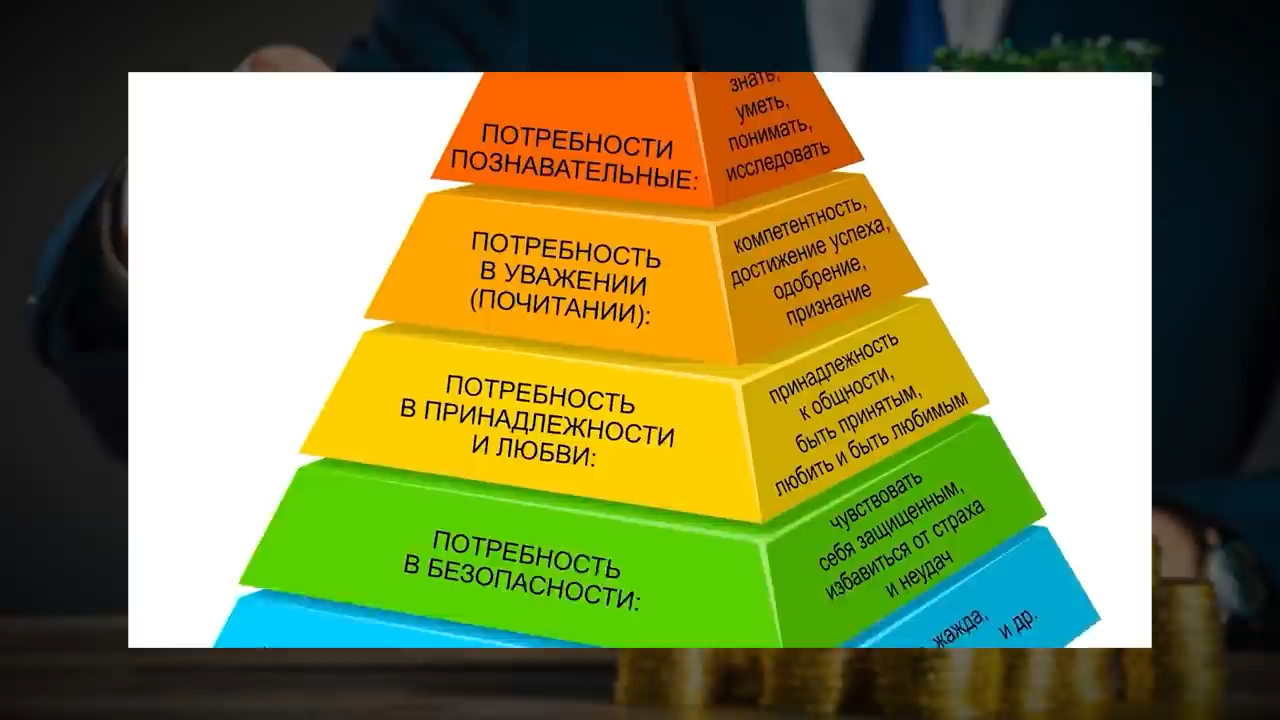 ПОТРЕБНОСТИ
ПОЗНАВАТЕЛЬНЫЕ:
знать,
уметь,
понимать,
исследовать
ПОТРЕБНОСТЬ
В УВАЖЕНИИ
(ПОЧИТАНИИ):
компетентность,
достижение успеха,
одобрение,
признание
ПОТРЕБНОСТЬ
В ПРИНАДЛЕЖНОСТИ
И ЛЮБВИ:
принадлежность
к общности,
быть принятым,
любить и быть любимым
ПОТРЕБНОСТЬ
В БЕЗОПАСНОСТИ:
чувствовать
себя защищенным,
избавиться от страха
и неудач
жажда,
и др.